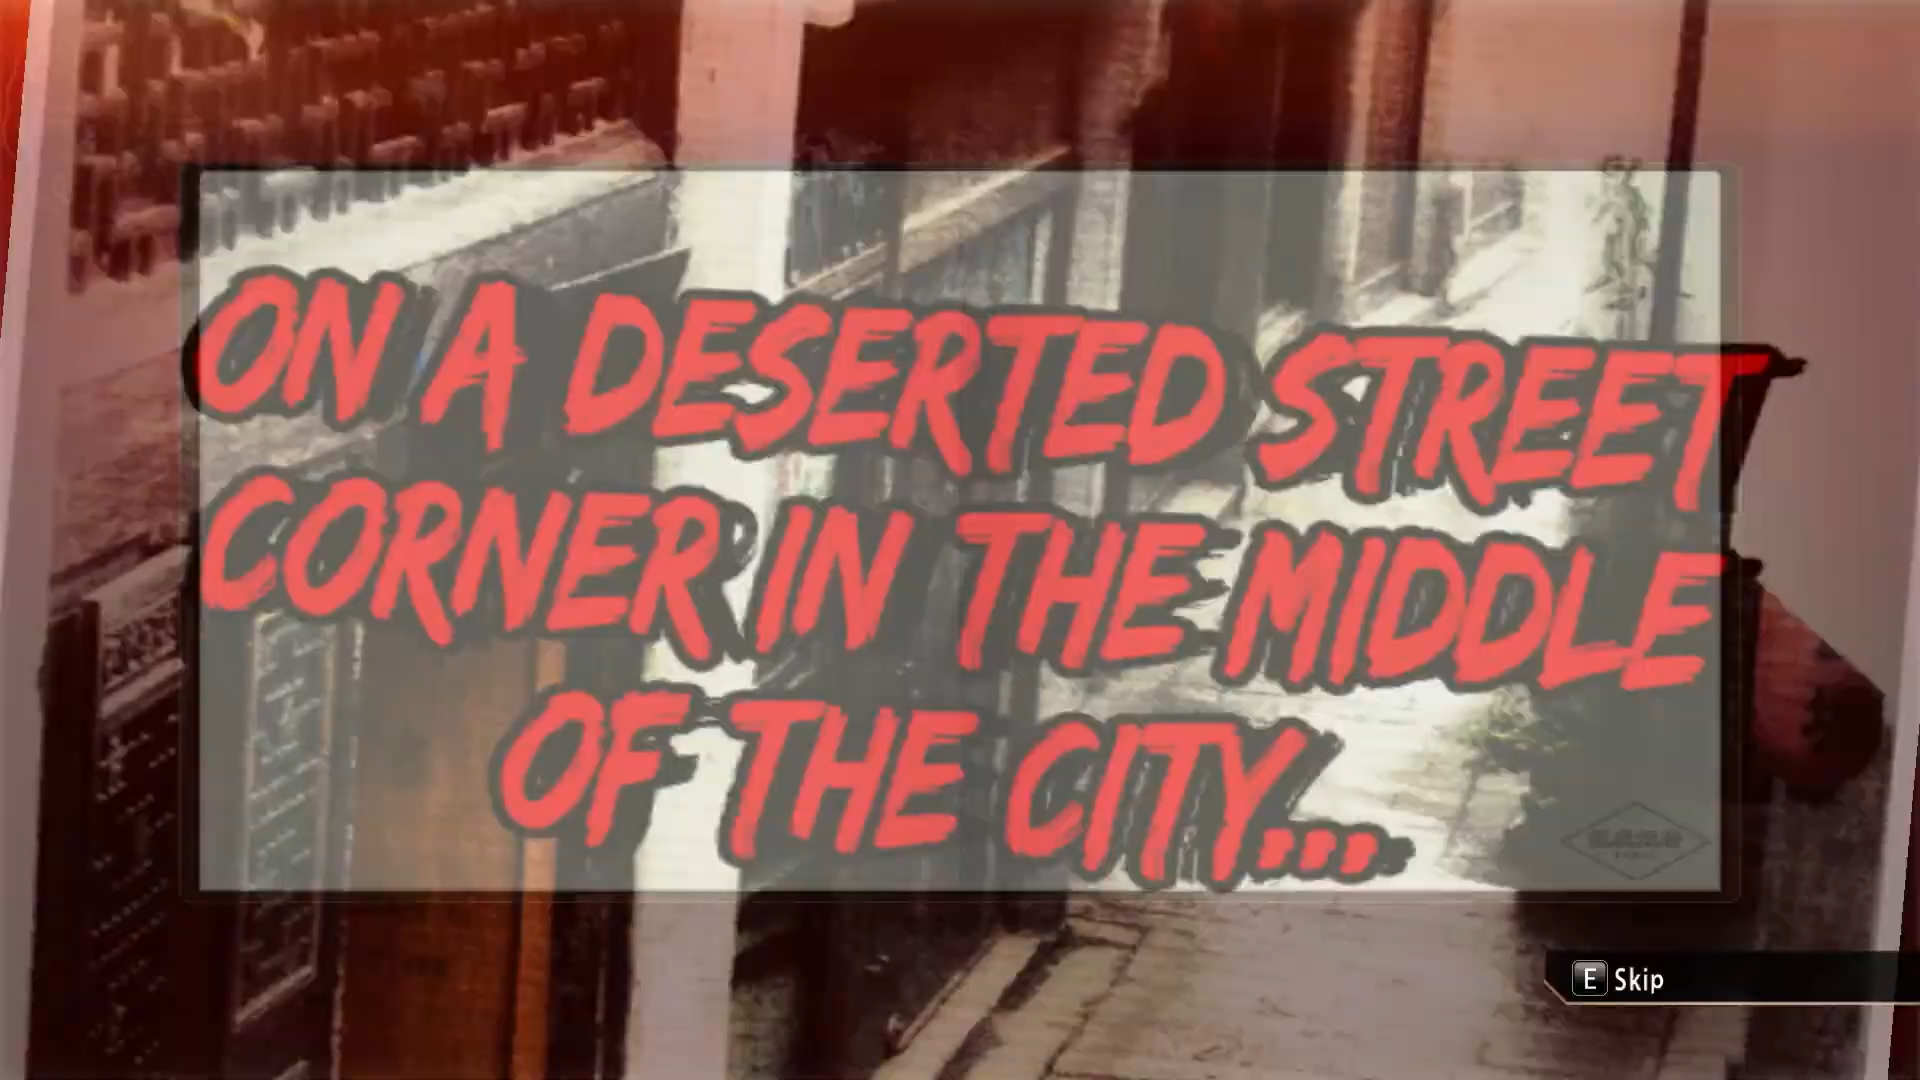 ON A DESERTED STREET
CORNER IN THE MIDDLE
OF THE CITY...
E Skip